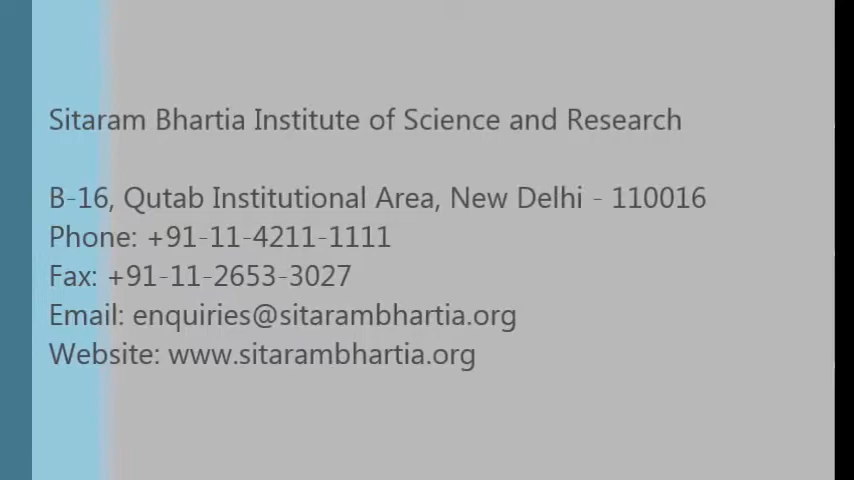 Sitaram Bhartia Institute of Science and Research
B-16, Qutab Institutional Area, New Delhi - 110016
Phone: +91-11-4211-1111
Fax: +91-11-2653-3027
Email: enquiries@sitarambhartia.org
Website: www.sitarambhartia.org